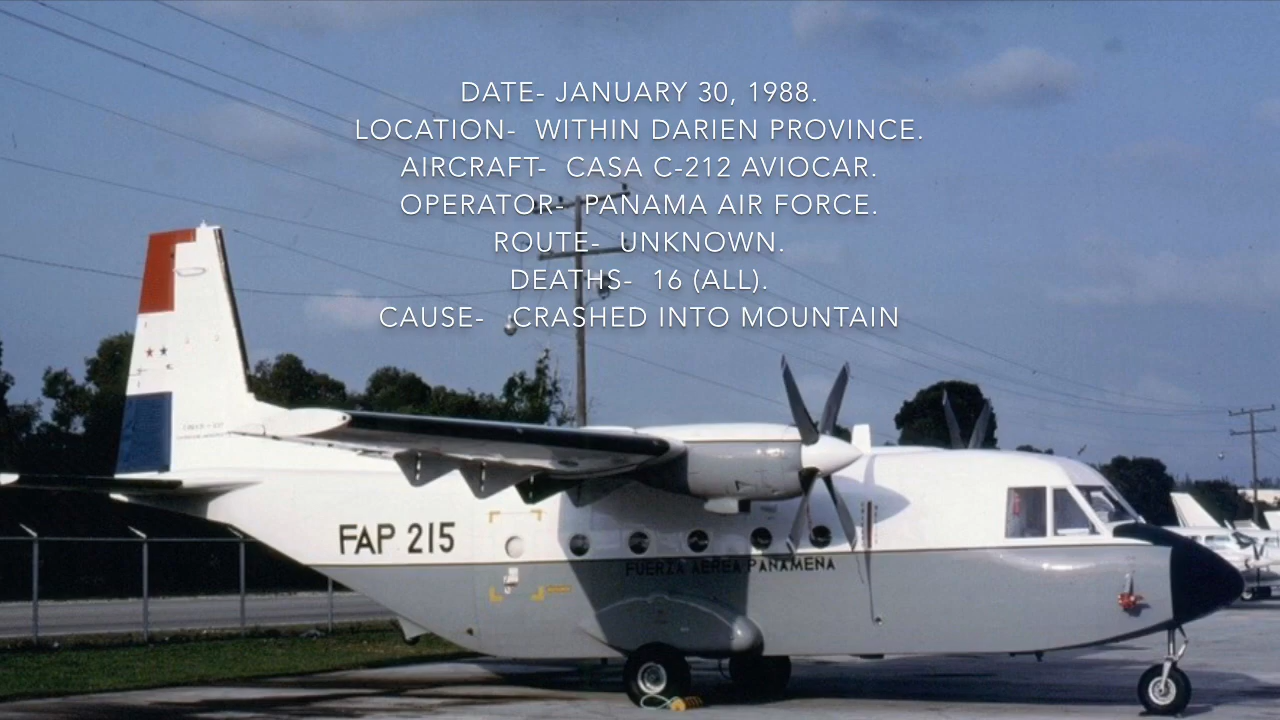 DATE- JANUARY 30, 1988.
LOCATION-  WITHIN DARIEN PROVINCE.
AIRCRAFT-  CASA C-212 AVIOCAR.
OPERATOR-  PANAMA AIR FORCE.
ROUTE-  UNKNOWN.
DEATHS-  16 (ALL).
CAUSE-   CRASHED INTO MOUNTAIN
FAP 215
FUERZA AEREA PANAMEÑA